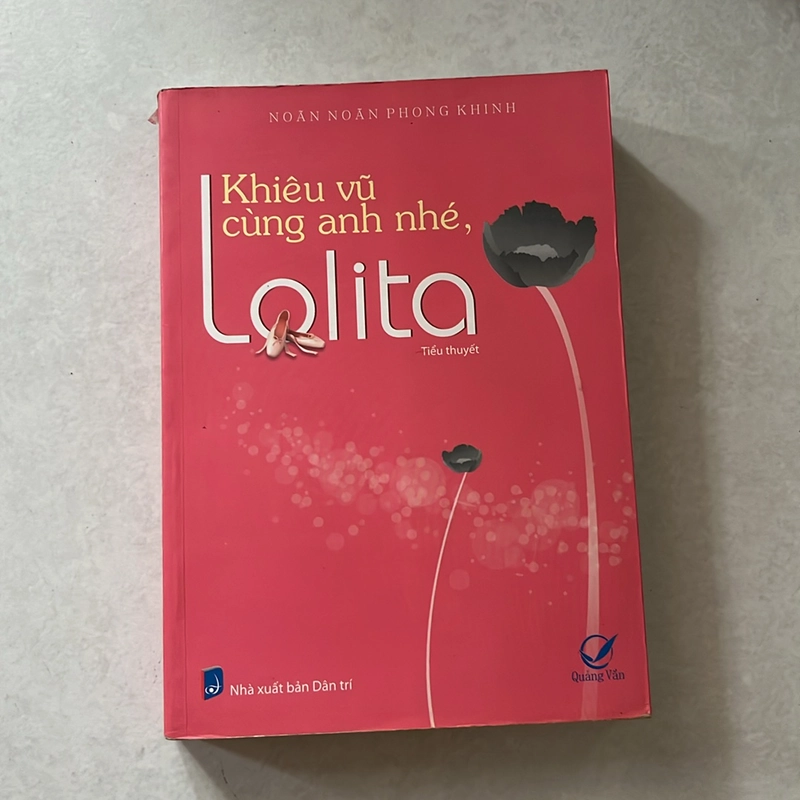 NOÃN NOÃN PHONG KHINH
Khiêu vũ
cùng anh nhé,
Lolita
Tiểu thuyết
Nhà xuất bản Dân trí
Quảng Văn